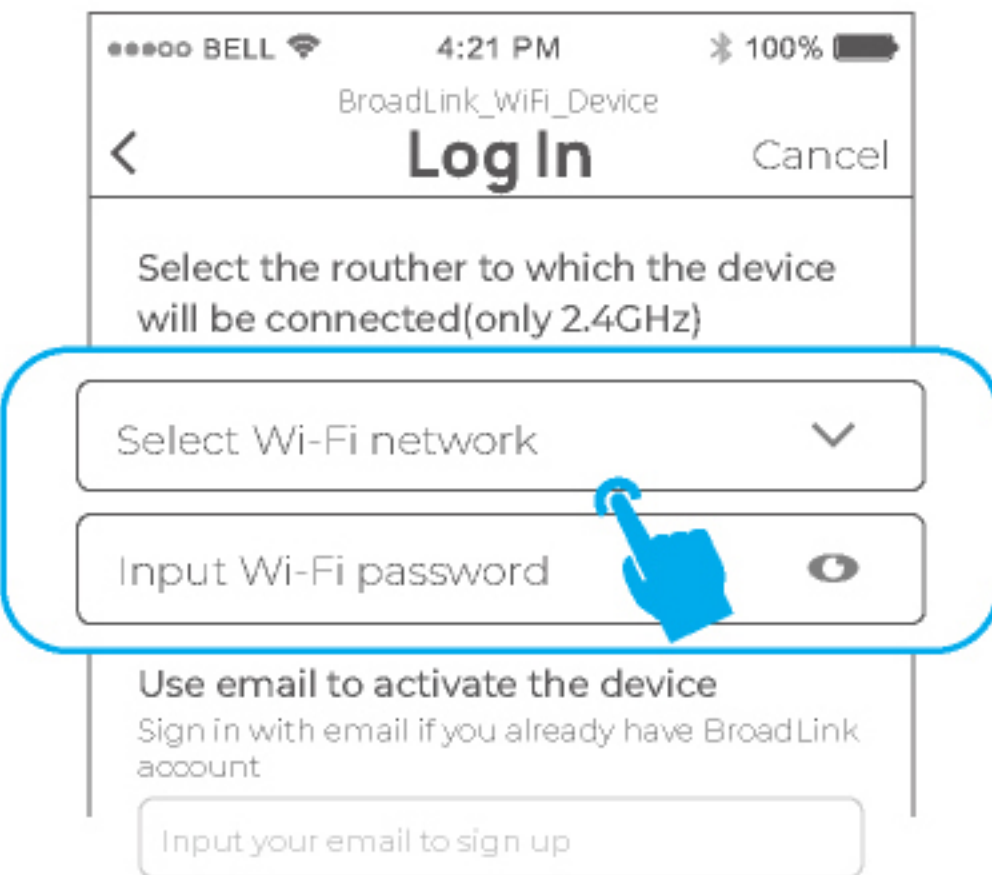 BELL 4:21 PM 100%
BroadLink_WiFi_Device
Log In Cancel
Select the routher to which the device
will be connected(only 2.4GHz)
Select Wi-Fi network
Input Wi-Fi password
Use email to activate the device
Sign in with email if you already have BroadLink
account
Input your email to sign up